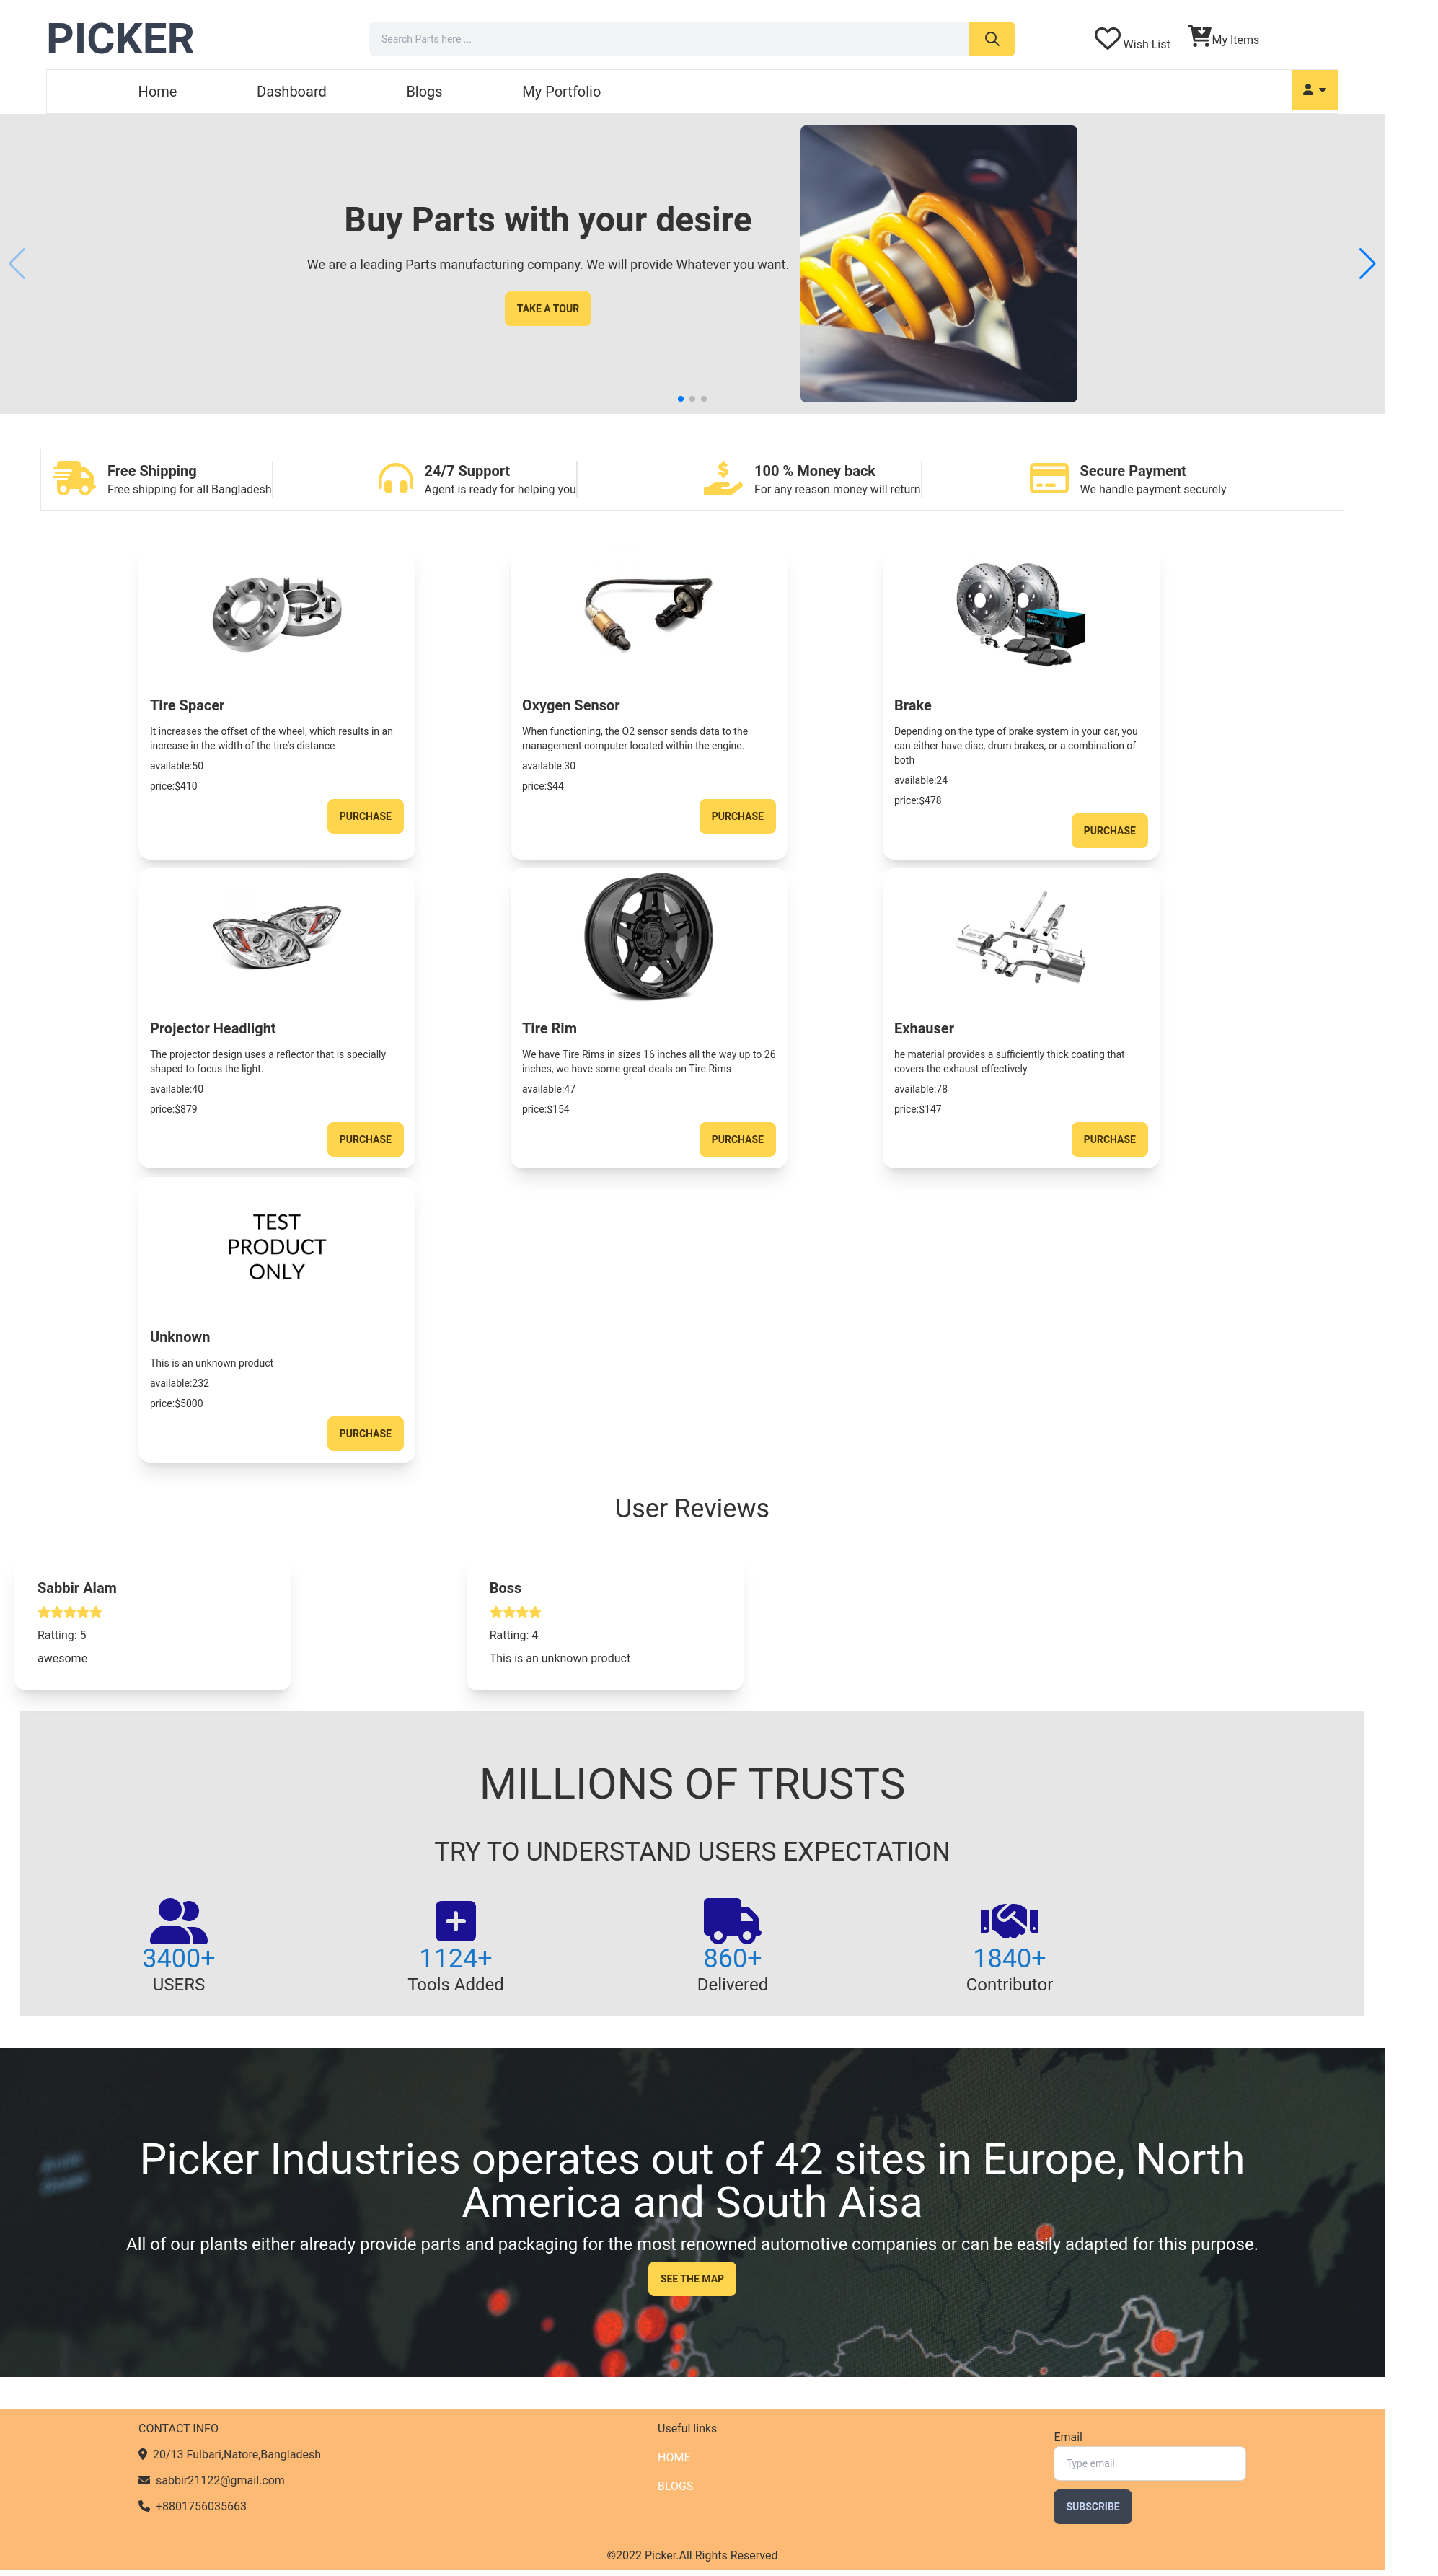 PICKER
Search Parts here ...
Wish List
My Items
Home
Dashboard
Blogs
My Portfolio
Buy Parts with your desire
We are a leading Parts manufacturing company. We will provide Whatever you want.
TAKE A TOUR
Free Shipping
Free shipping for all Bangladesh
24/7 Support
Agent is ready for helping you
100 % Money back
For any reason money will return
Secure Payment
We handle payment securely
Tire Spacer
It increases the offset of the wheel, which results in an
increase in the width of the tire's distance
available:50
price:$410
PURCHASE
Oxygen Sensor
When functioning, the O2 sensor sends data to the
management computer located within the engine.
available:30
price:$44
PURCHASE
Brake
Depending on the type of brake system in your car, you
can either have disc, drum brakes, or a combination of
both
available:24
price:$478
PURCHASE
Projector Headlight
The projector design uses a reflector that is specially
shaped to focus the light.
available:40
price:$879
PURCHASE
Tire Rim
We have Tire Rims in sizes 16 inches all the way up to 26
inches, we have some great deals on Tire Rims
available:47
price:$154
PURCHASE
Exhauser
he material provides a sufficiently thick coating that
covers the exhaust effectively.
available:78
price:$147
PURCHASE
TEST
PRODUCT
ONLY
Unknown
This is an unknown product
available:232
price:$5000
PURCHASE
User Reviews
Sabbir Alam
Ratting: 5
awesome
Boss
Ratting: 4
This is an unknown product
MILLIONS OF TRUSTS
TRY TO UNDERSTAND USERS EXPECTATION
3400+
USERS
1124+
Tools Added
860+
Delivered
1840+
Contributor
Picker Industries operates out of 42 sites in Europe, North
America and South Aisa
All of our plants either already provide parts and packaging for the most renowned automotive companies or can be easily adapted for this purpose.
SEE THE MAP
CONTACT INFO
20/13 Fulbari,Natore,Bangladesh
sabbir21122@gmail.com
+8801756035663
Useful links
HOME
BLOGS
Email
Type email
SUBSCRIBE
©2022 Picker.All Rights Reserved